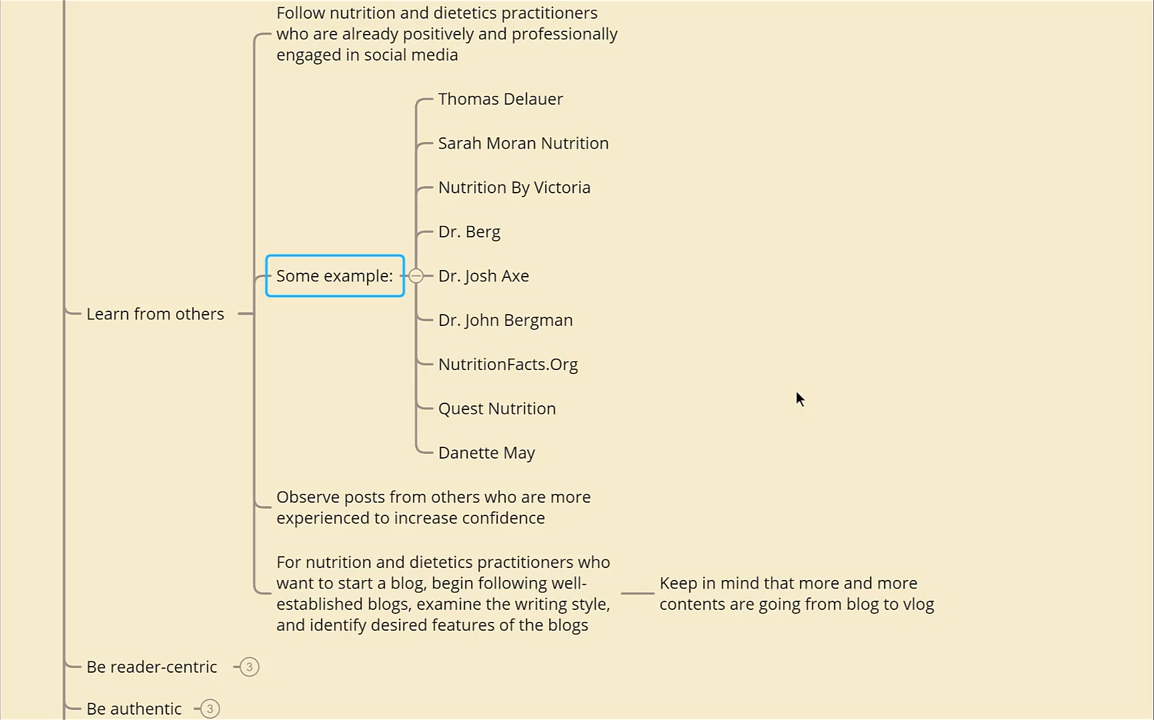 Follow nutrition and dietetics practitioners
who are already positively and professionally
engaged in social media
Thomas Delauer
Sarah Moran Nutrition
Nutrition By Victoria
Dr. Berg
Some example:
Dr. Josh Axe
Learn from others
Dr. John Bergman
NutritionFacts.Org
Quest Nutrition
Danette May
Observe posts from others who are more
experienced to increase confidence
For nutrition and dietetics practitioners who
want to start a blog, begin following well-
established blogs, examine the writing style,
and identify desired features of the blogs
Keep in mind that more and more
contents are going from blog to vlog
Be reader-centric 3
Be authentic 3